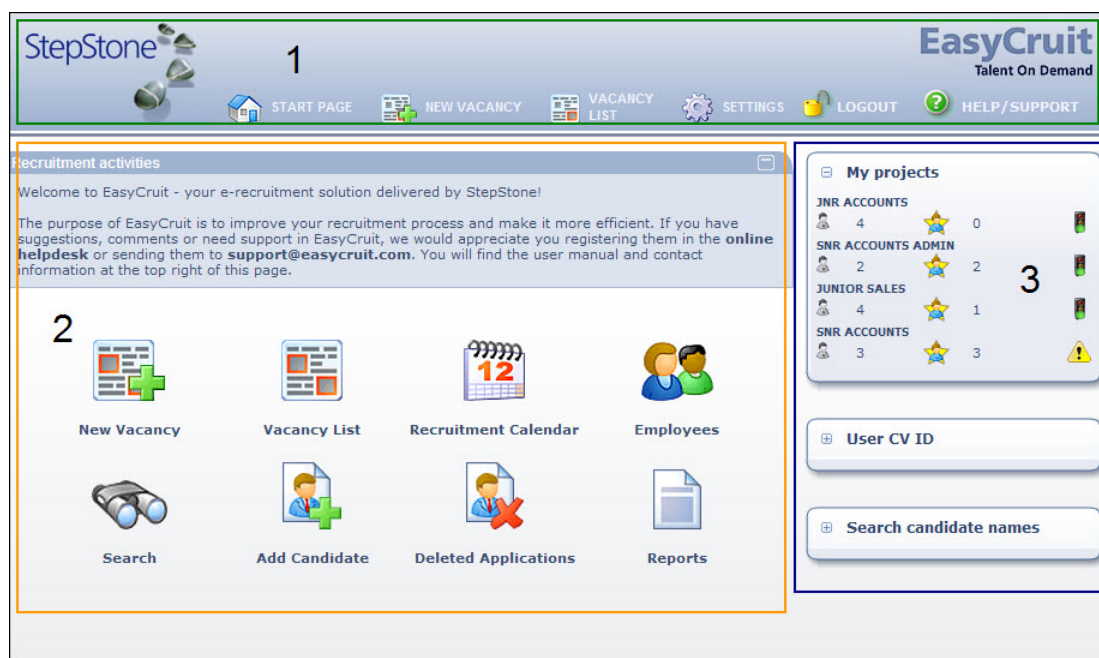 StepStone
EasyCruit
Talent On Demand
1
START PAGE
NEW VACANCY
VACANCY
LIST
SETTINGS
LOGOUT
HELP/SUPPORT
Recruitment activities
Welcome to EasyCruit - your e-recruitment solution delivered by StepStone!
The purpose of EasyCruit is to improve your recruitment process and make it more efficient. If you have
suggestions, comments or need support in EasyCruit, we would appreciate you registering them in the online
helpdesk or sending them to support@easycruit.com. You will find the user manual and contact
information at the top right of this page.
2
12
New Vacancy
Vacancy List
Recruitment Calendar
Employees
Search
Add Candidate
Deleted Applications
Reports
My projects
JNR ACCOUNTS
4 0
SNR ACCOUNTS ADMIN
2 2
3
JUNIOR SALES
4 1
SNR ACCOUNTS
3 3
User CV ID
Search candidate names